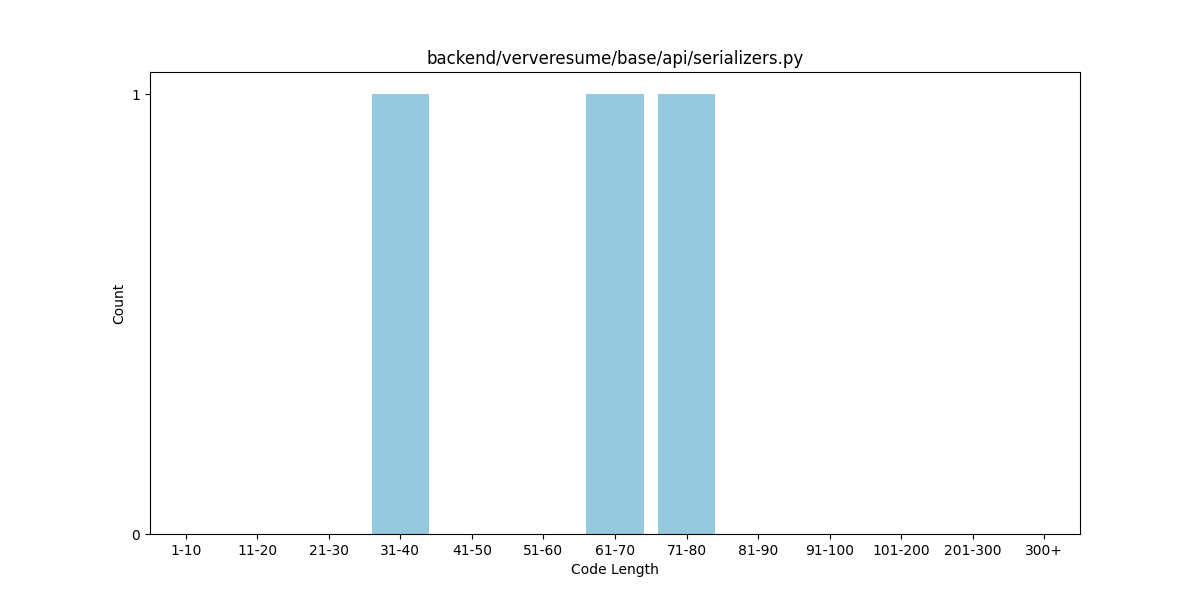 backend/ververesume/base/api/serializers.py
1
Count
0
1-10 11-20 21-30 31-40 41-50 51-60 61-70 71-80 81-90 91-100 101-200 201-300 300+
Code Length